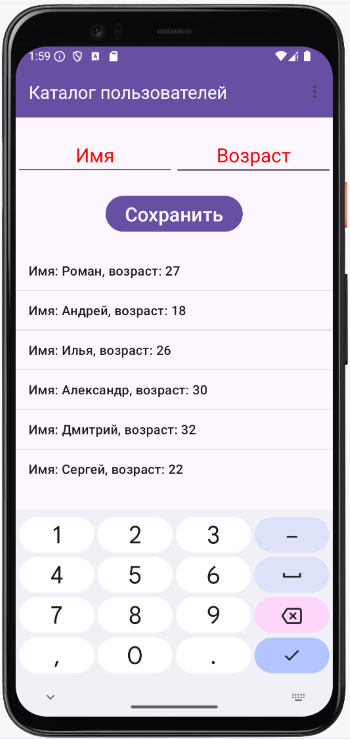 1:59
Каталог пользователей
Имя Возраст
Сохранить
Имя: Роман, возраст: 27
Имя: Андрей, возраст: 18
Имя: Илья, возраст: 26
Имя: Александр, возраст: 30
Имя: Дмитрий, возраст: 32
Имя: Сергей, возраст: 22
1 2 3 –
4 5 6
7 8 9
, 0 .